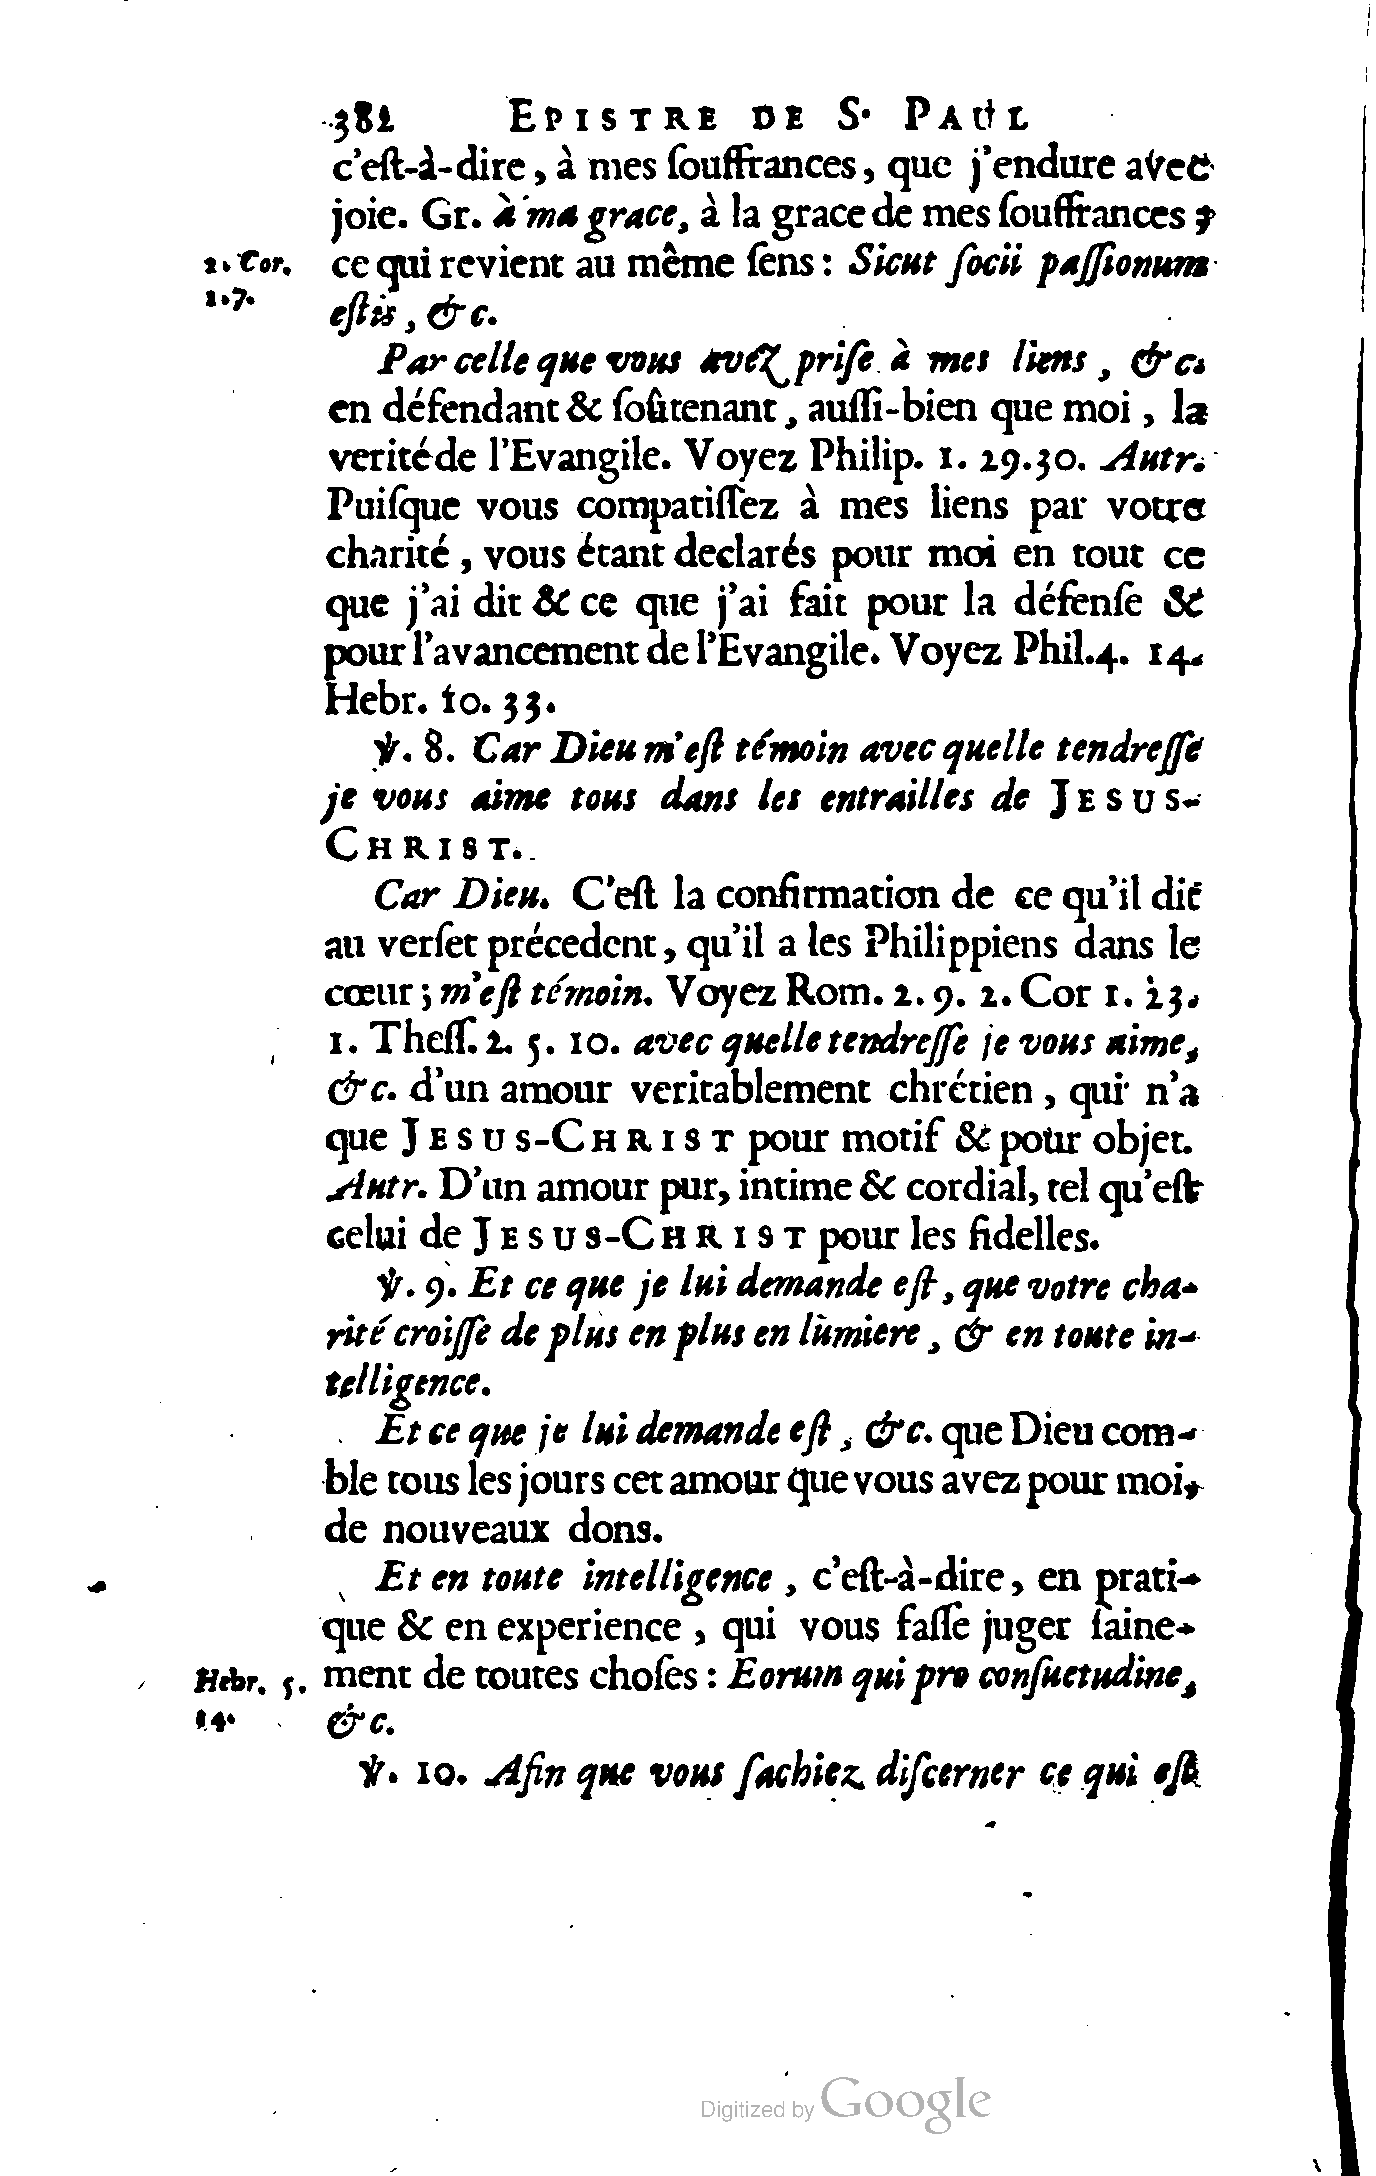 382 EPISTRE DE S. PAUL
c'eſt-à-dire, à mes ſouffrances, que j'endure avec
joie. Gr. à ma grace, à la grace de mes ſouffrances ;
2. Cor. 1.7.
ce qui revient au même ſens : Sicut ſocii paſſionum
eſtis, &c.
Par celle que vous avéz priſe à mes liens, &c.
en défendant & ſoûtenant, auſſi-bien que moi, la
verité de l'Evangile. Voyez Philip. 1. 29.30. Autr.
Puiſque vous compatiſſez à mes liens par votre
charité, vous étant declarés pour moi en tout ce
que j'ai dit & ce que j'ai fait pour la défenſe &
pour l'avancement de l'Evangile. Voyez Phil.4. 14.
Hebr. 10. 33.
℣. 8. Car Dieu m'eſt témoin avec quelle tendreſſe
je vous aime tous dans les entrailles de JESUS-
CHRIST.
Car Dieu. C'eſt la confirmation de ce qu'il dit
au verſet précedent, qu'il a les Philippiens dans le
cœur ; m'eſt témoin. Voyez Rom. 2. 9. 2. Cor 1. 23.
1. Theſſ. 2. 5. 10. avec quelle tendreſſe je vous aime,
&c. d'un amour veritablement chrétien, qui n'a
que JESUS-CHRIST pour motif & pour objet.
Autr. D'un amour pur, intime & cordial, tel qu'eſt
celui de JESUS-CHRIST pour les fidelles.
℣. 9. Et ce que je lui demande eſt, que votre cha-
rité croiſſe de plus en plus en lumiere, & en toute in-
telligence.
Et ce que je lui demande eſt, &c. que Dieu com-
ble tous les jours cet amour que vous avez pour moi,
de nouveaux dons.
Et en toute intelligence, c'eſt-à-dire, en prati-
que & en experience, qui vous faſſe juger ſaine-
Hebr. 5. 14.
ment de toutes choſes : Eorum qui pro conſuetudine,
&c.
℣. 10. Afin que vous ſachiez diſcerner ce qui eſt
Digitized by Google